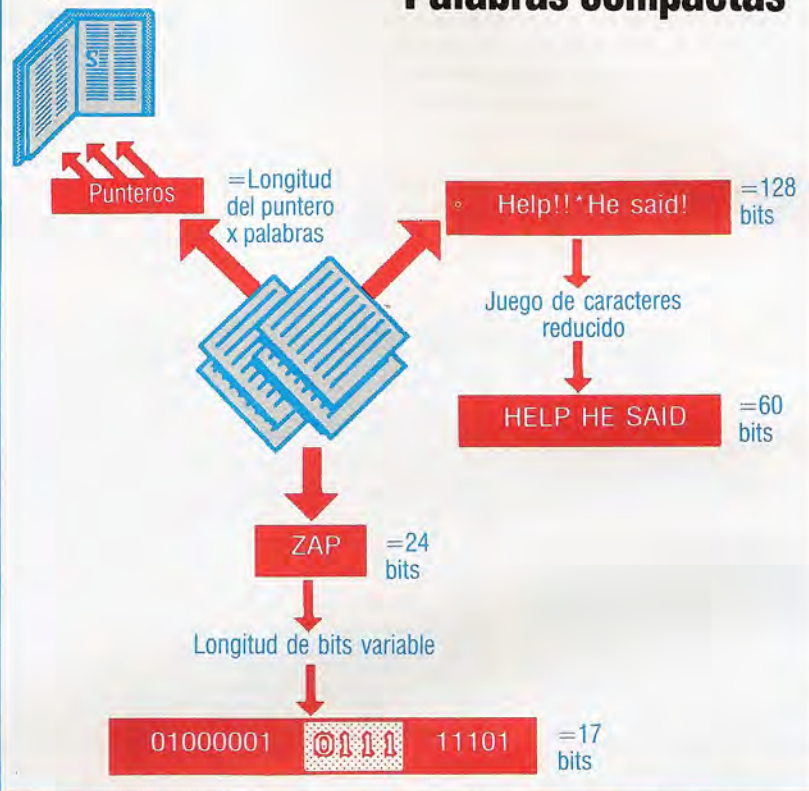 Palabras compactas
S
Punteros
=Longitud
del puntero
x palabras
Help!!*He said!
=128
bits
Juego de caracteres
reducido
HELP HE SAID
=60
bits
ZAP
=24
bits
Longitud de bits variable
01000001 0111 11101
=17
bits